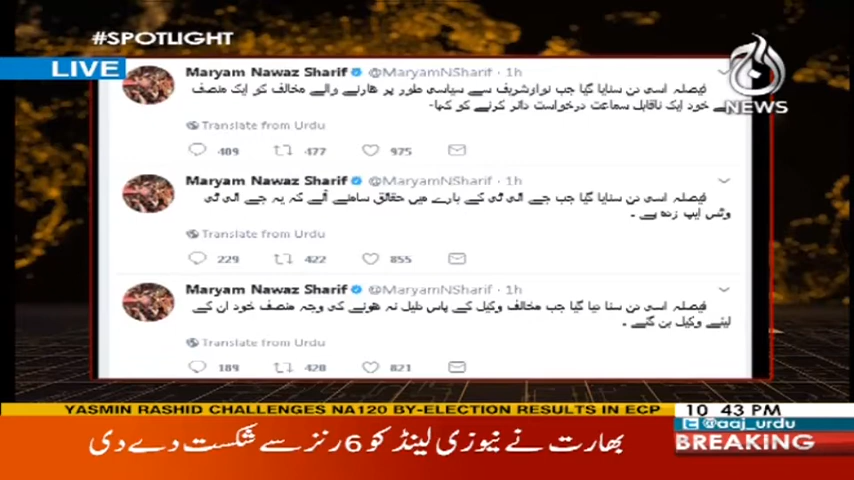 #SPOTLIGHT
LIVE
NEWS
Maryam Nawaz Sharif @MaryamNSharif · 1h
فیصلہ اسی دن سنایا گیا جب نوازشریف سے سیاسی طور پر ھارنے والے مخالف کو ایک منصف
نے خود ایک ناقابل سماعت درخواست دائر کرنے کو کہا-
Translate from Urdu
409 477 975
Maryam Nawaz Sharif @MaryamNSharif · 1h
فیصلہ اسی دن سنایا گیا جب جے آئی ٹی کے بارے میں حقائق سامنے آئے کہ یہ جے آئی ٹی
وٹس ایپ زدہ ہے ۔
Translate from Urdu
229 422 855
Maryam Nawaz Sharif @MaryamNSharif · 1h
فیصلہ اسی دن سنا دیا گیا جب مخالف وکیل کے پاس دلیل نہ ھونے کی وجہ منصف خود ان کے
لیئے وکیل بن گئے ۔
Translate from Urdu
189 420 821
YASMIN RASHID CHALLENGES NA120 BY-ELECTION RESULTS IN ECP
10 43 PM
@aaj_urdu
BREAKING
بھارت نے نیوزی لینڈ کو 6 رنز سے شکست دے دی